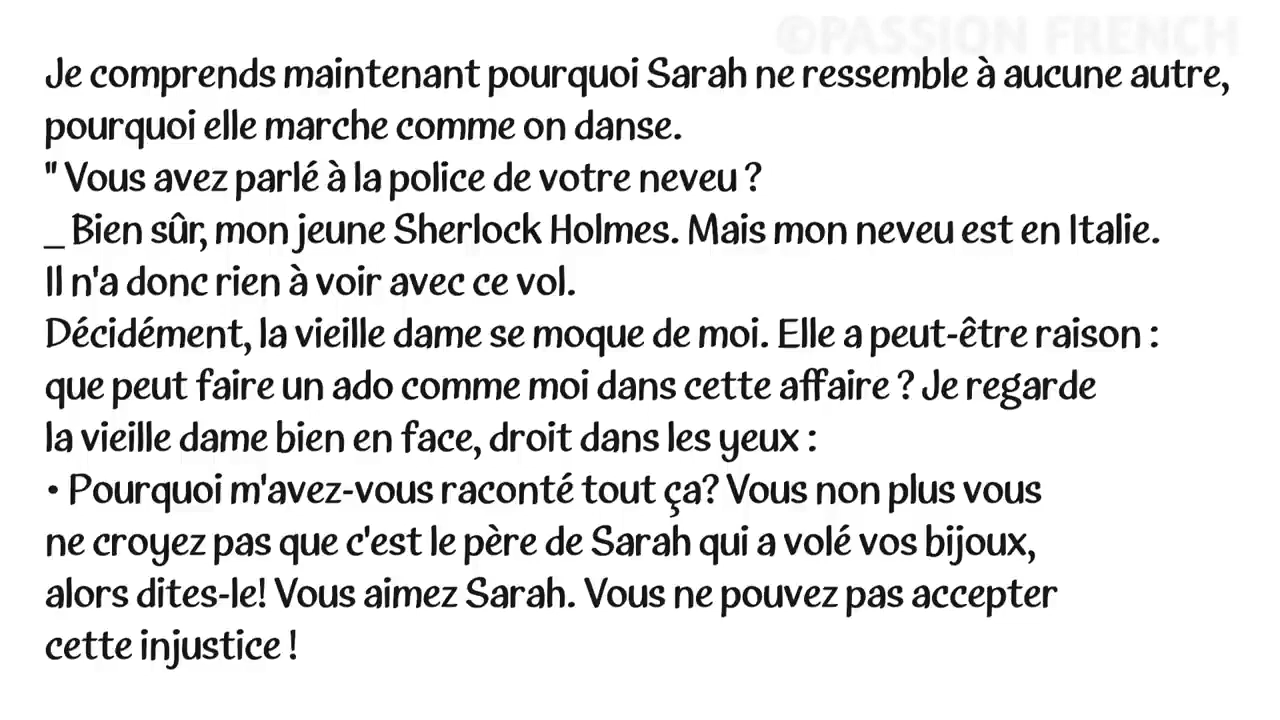 ©PASSION FRENCH
Je comprends maintenant pourquoi Sarah ne ressemble à aucune autre,
pourquoi elle marche comme on danse.
" Vous avez parlé à la police de votre neveu ?
_ Bien sûr, mon jeune Sherlock Holmes. Mais mon neveu est en Italie.
Il n'a donc rien à voir avec ce vol.
Décidément, la vieille dame se moque de moi. Elle a peut-être raison :
que peut faire un ado comme moi dans cette affaire ? Je regarde
la vieille dame bien en face, droit dans les yeux :
• Pourquoi m'avez-vous raconté tout ça? Vous non plus vous
ne croyez pas que c'est le père de Sarah qui a volé vos bijoux,
alors dites-le! Vous aimez Sarah. Vous ne pouvez pas accepter
cette injustice !